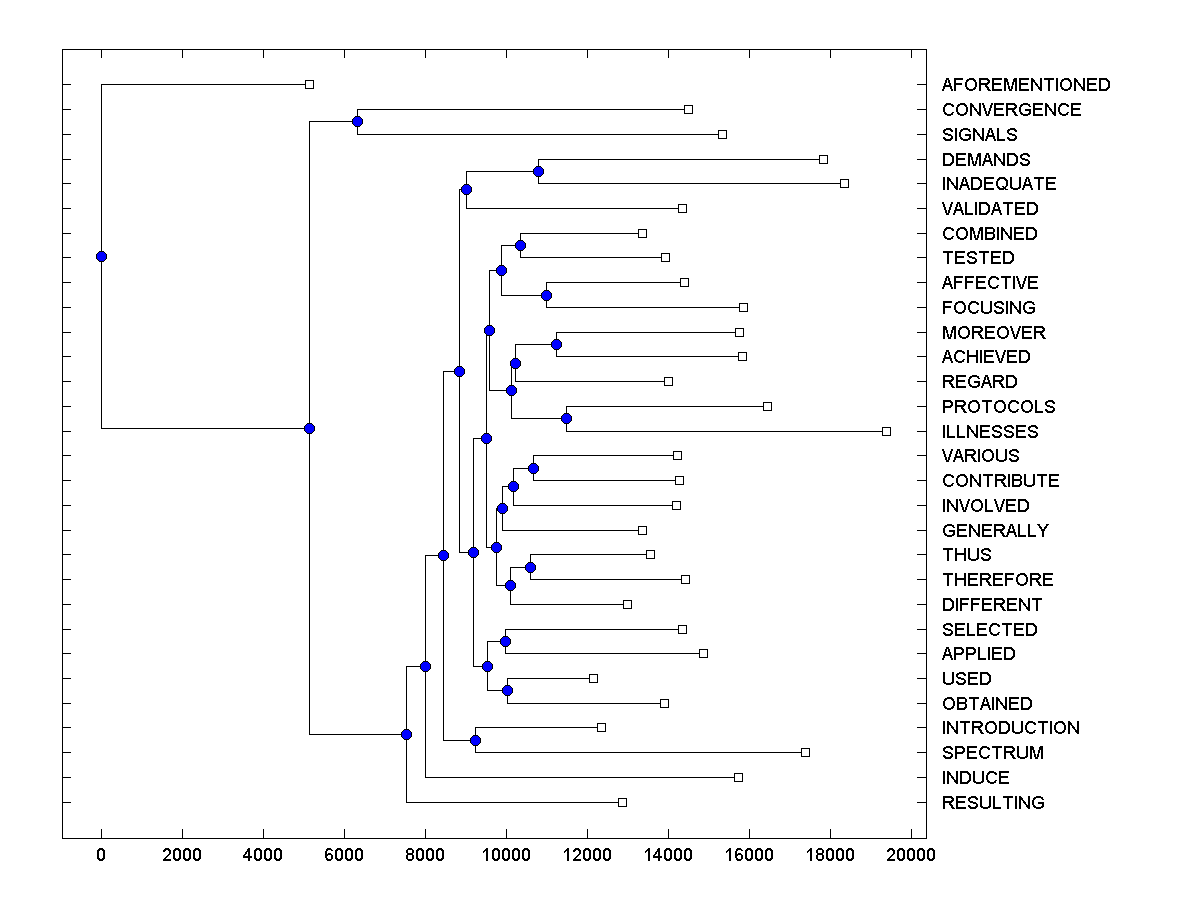 AFOREMENTIONED
CONVERGENCE
SIGNALS
DEMANDS
INADEQUATE
VALIDATED
COMBINED
TESTED
AFFECTIVE
FOCUSING
MOREOVER
ACHIEVED
REGARD
PROTOCOLS
ILLNESSES
VARIOUS
CONTRIBUTE
INVOLVED
GENERALLY
THUS
THEREFORE
DIFFERENT
SELECTED
APPLIED
USED
OBTAINED
INTRODUCTION
SPECTRUM
INDUCE
RESULTING
0 2000 4000 6000 8000 10000 12000 14000 16000 18000 20000